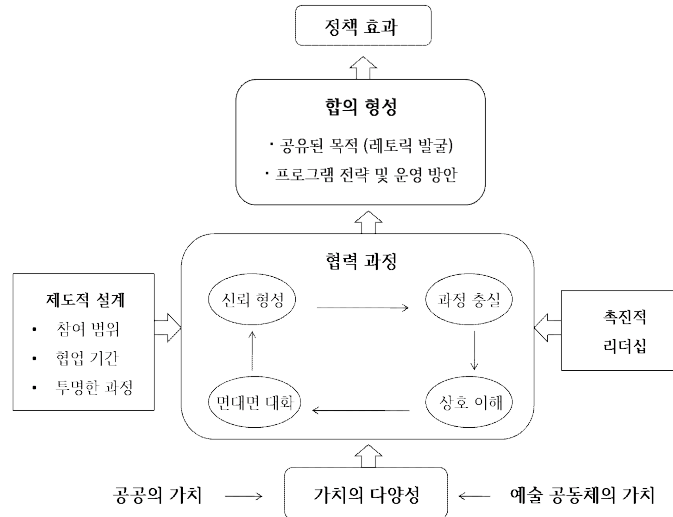 정책 효과
합의 형성
· 공유된 목적 (레토릭 발굴)
· 프로그램 전략 및 운영 방안
협력 과정
제도적 설계
▪ 참여 범위
▪ 협업 기간
▪ 투명한 과정
신뢰 형성
과정 충실
면대면 대화
상호 이해
촉진적
리더십
공공의 가치
가치의 다양성
예술 공동체의 가치